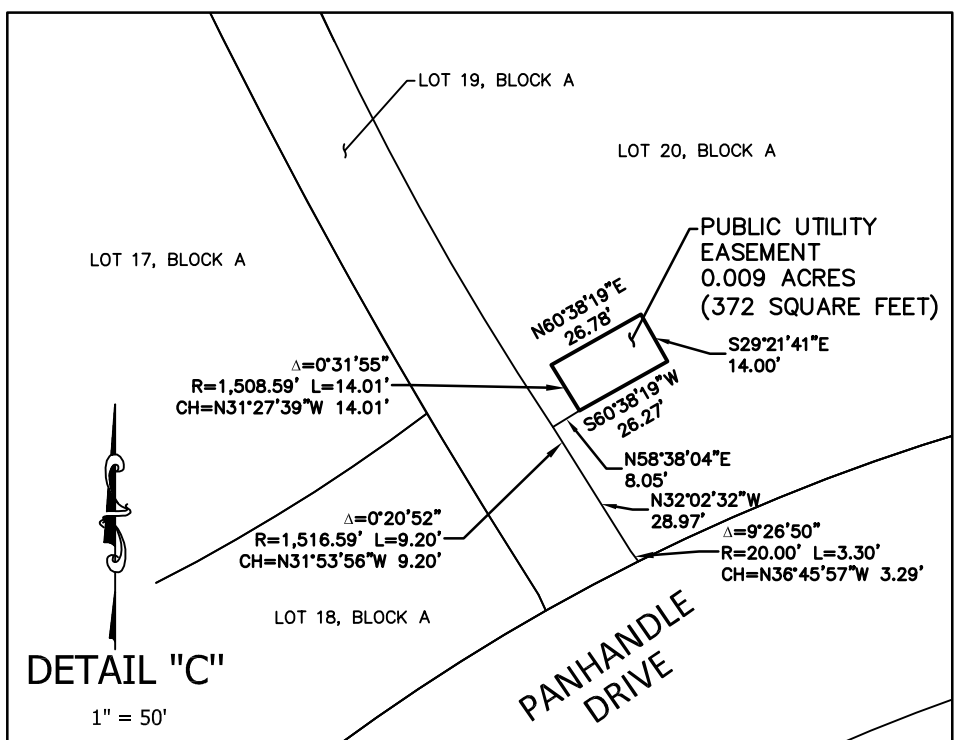 LOT 19, BLOCK A
LOT 20, BLOCK A
PUBLIC UTILITY
EASEMENT
0.009 ACRES
(372 SQUARE FEET)
LOT 17, BLOCK A
N60°38'19"E
26.78'
S29°21'41"E
14.00'
Δ=0°31'55"
R=1,508.59' L=14.01'
CH=N31°27'39"W 14.01'
S60°38'19"W
26.27'
N58°38'04"E
8.05'
N32°02'32"W
28.97'
Δ=0°20'52"
R=1,516.59' L=9.20'
CH=N31°53'56"W 9.20'
Δ=9°26'50"
R=20.00' L=3.30'
CH=N36°45'57"W 3.29'
LOT 18, BLOCK A
PANHANDLE
DRIVE
DETAIL "C"
1" = 50'